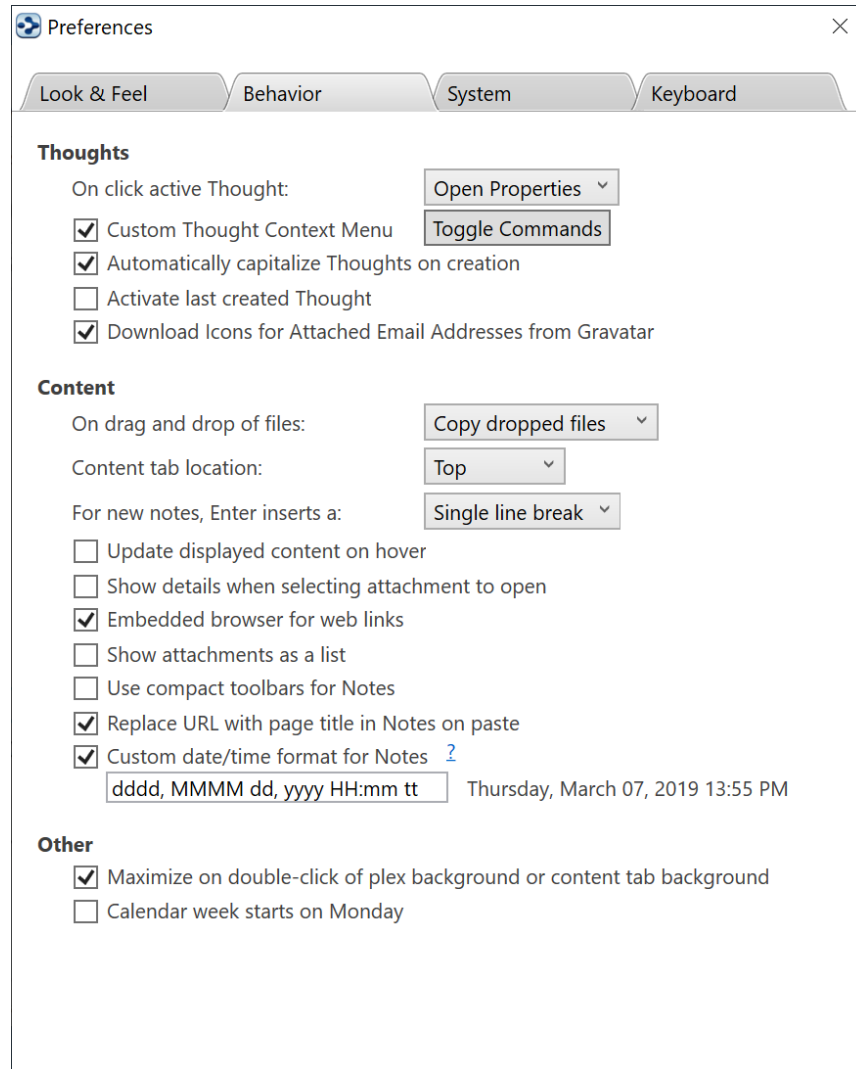 Preferences
Look & Feel Behavior System Keyboard
Thoughts
On click active Thought: Open Properties
Custom Thought Context Menu Toggle Commands
Automatically capitalize Thoughts on creation
Activate last created Thought
Download Icons for Attached Email Addresses from Gravatar
Content
On drag and drop of files: Copy dropped files
Content tab location: Top
For new notes, Enter inserts a: Single line break
Update displayed content on hover
Show details when selecting attachment to open
Embedded browser for web links
Show attachments as a list
Use compact toolbars for Notes
Replace URL with page title in Notes on paste
Custom date/time format for Notes ?
dddd, MMMM dd, yyyy HH:mm tt Thursday, March 07, 2019 13:55 PM
Other
Maximize on double-click of plex background or content tab background
Calendar week starts on Monday